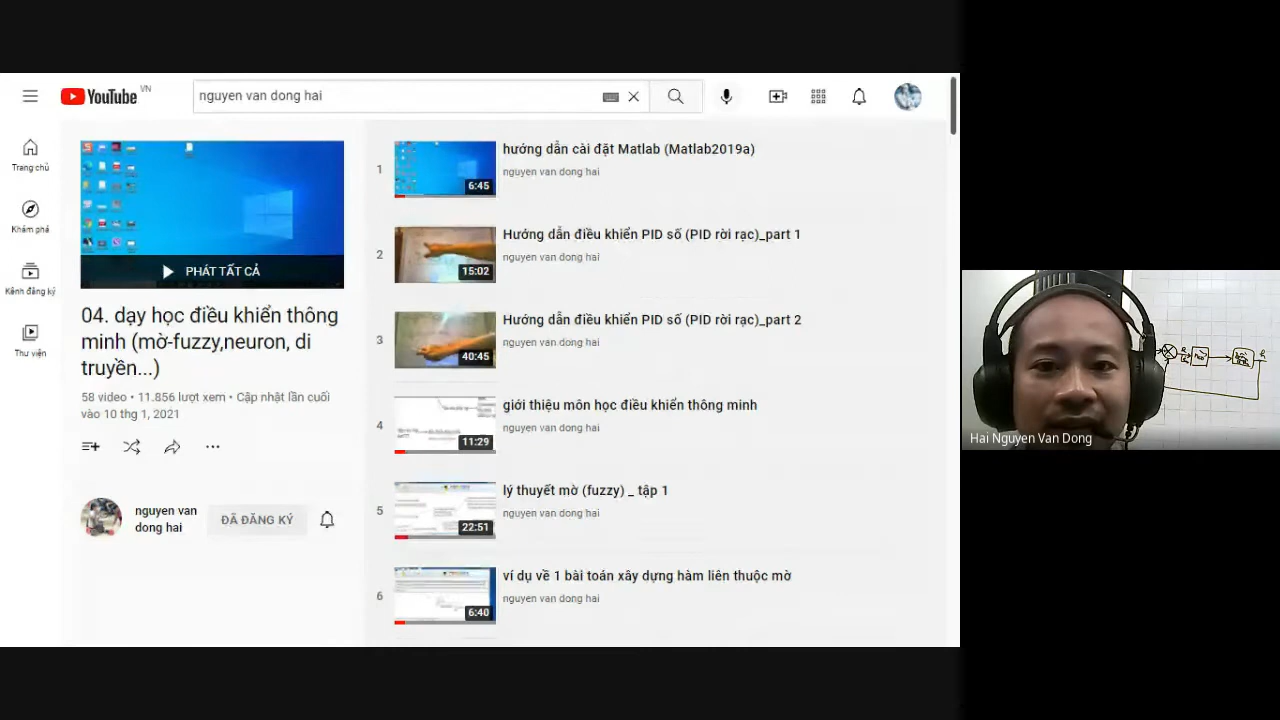 YouTube VN
nguyen van dong hai
Trang chủ
Khám phá
Kênh đăng ký
Thư viện
PHÁT TẤT CẢ
04. dạy học điều khiển thông
minh (mờ-fuzzy,neuron, di
truyền...)
58 video • 11.856 lượt xem • Cập nhật lần cuối
vào 10 thg 1, 2021
nguyen van
dong hai
ĐÃ ĐĂNG KÝ
1
6:45
hướng dẫn cài đặt Matlab (Matlab2019a)
nguyen van dong hai
2
15:02
Hướng dẫn điều khiển PID số (PID rời rạc)_part 1
nguyen van dong hai
3
40:45
Hướng dẫn điều khiển PID số (PID rời rạc)_part 2
nguyen van dong hai
4
11:29
giới thiệu môn học điều khiển thông minh
nguyen van dong hai
5
22:51
lý thuyết mờ (fuzzy) _ tập 1
nguyen van dong hai
6
6:40
ví dụ về 1 bài toán xây dựng hàm liên thuộc mờ
nguyen van dong hai
Hai Nguyen Van Dong